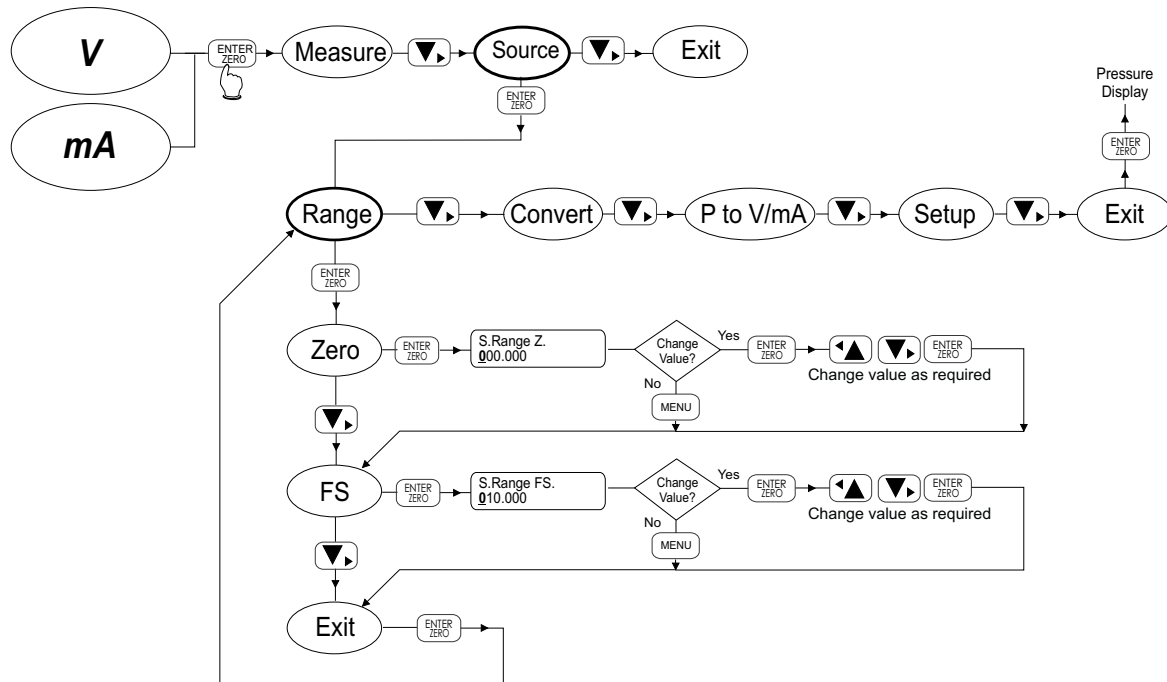 V
ENTER
ZERO
Measure
Source
Exit
ENTER
ZERO
mA
Pressure
Display
ENTER
ZERO
Range
Convert
P to V/mA
Setup
Exit
ENTER
ZERO
Zero
ENTER
ZERO
S.Range Z.
000.000
Change
Value?
Yes
ENTER
ZERO
ENTER
ZERO
Change value as required
No
MENU
FS
ENTER
ZERO
S.Range FS.
010.000
Change
Value?
Yes
ENTER
ZERO
ENTER
ZERO
Change value as required
No
MENU
Exit
ENTER
ZERO